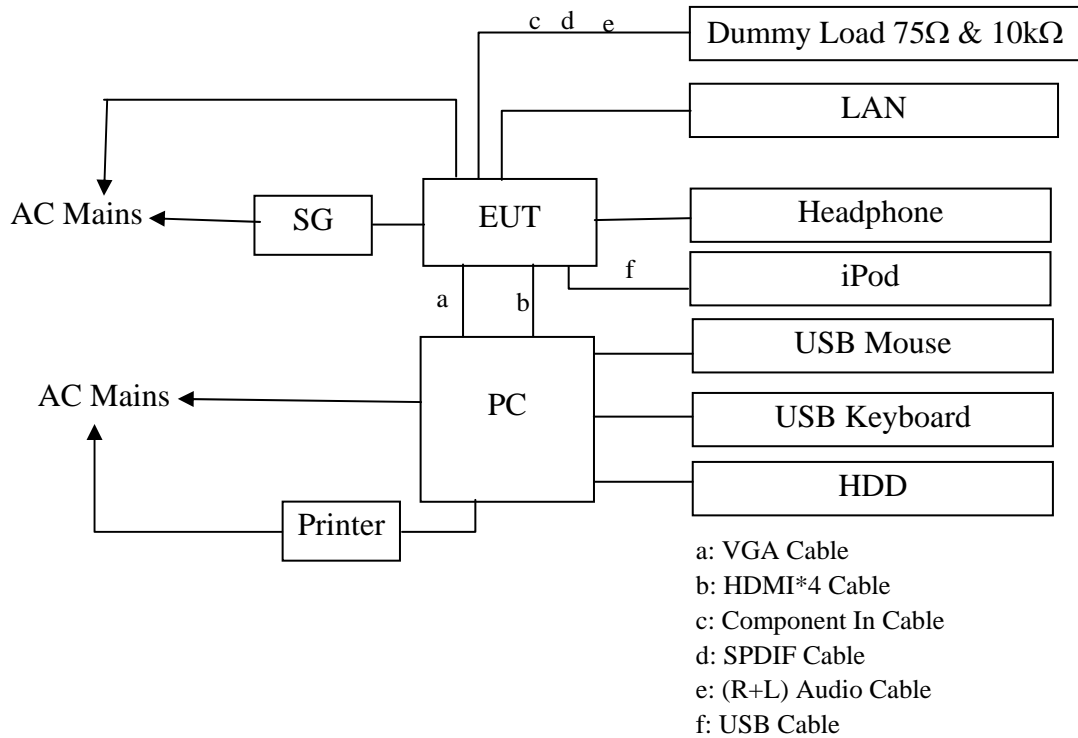 c d e
Dummy Load 75Ω & 10kΩ
LAN
AC Mains
SG
EUT
Headphone
f
iPod
a
b
USB Mouse
AC Mains
PC
USB Keyboard
HDD
Printer
a: VGA Cable
b: HDMI*4 Cable
c: Component In Cable
d: SPDIF Cable
e: (R+L) Audio Cable
f: USB Cable